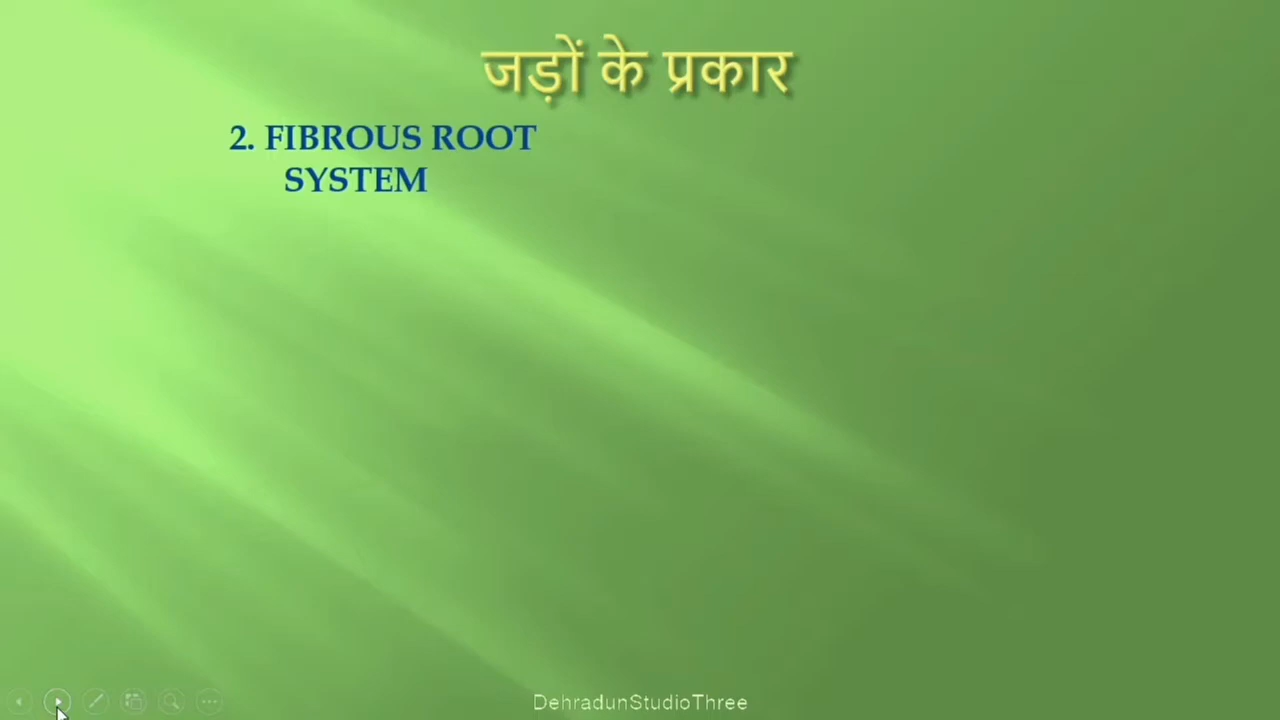 जड़ों के प्रकार
2. FIBROUS ROOT
SYSTEM
DehradunStudioThree